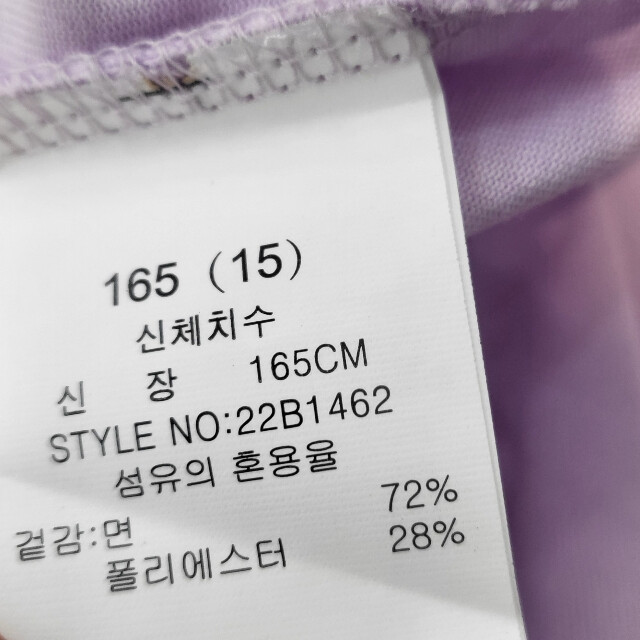 165 (15)
신체치수
신 장 165CM
STYLE NO:22B1462
섬유의 혼용율
겉감:면 72%
폴리에스터 28%